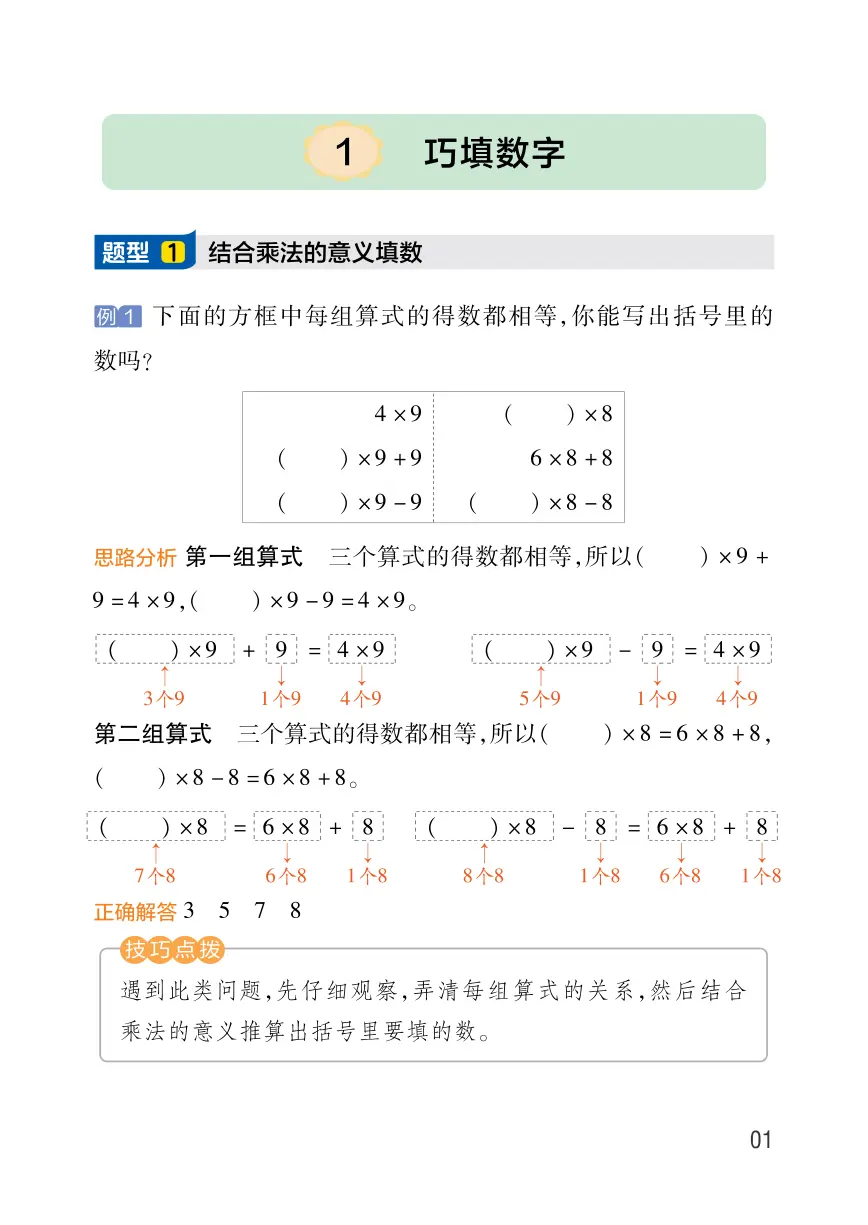 1 巧填数字
题型 1 结合乘法的意义填数
例 1 下面的方框中每组算式的得数都相等,你能写出括号里的
数吗?
4×9 (  )×8
(  )×9+9 6×8+8
(  )×9-9 (  )×8-8
思路分析 第一组算式 三个算式的得数都相等,所以(  )×9+
9=4×9,(  )×9-9=4×9。
(  )×9 + 9 = 4×9 (  )×9 - 9 = 4×9
3个9 1个9 4个9 5个9 1个9 4个9
第二组算式 三个算式的得数都相等,所以(  )×8=6×8+8,
(  )×8-8=6×8+8。
(  )×8 = 6×8 + 8 (  )×8 - 8 = 6×8 + 8
7个8 6个8 1个8 8个8 1个8 6个8 1个8
正确解答 3 5 7 8
技巧点拨
遇到此类问题,先仔细观察,弄清每组算式的关系,然后结合
乘法的意义推算出括号里要填的数。
01